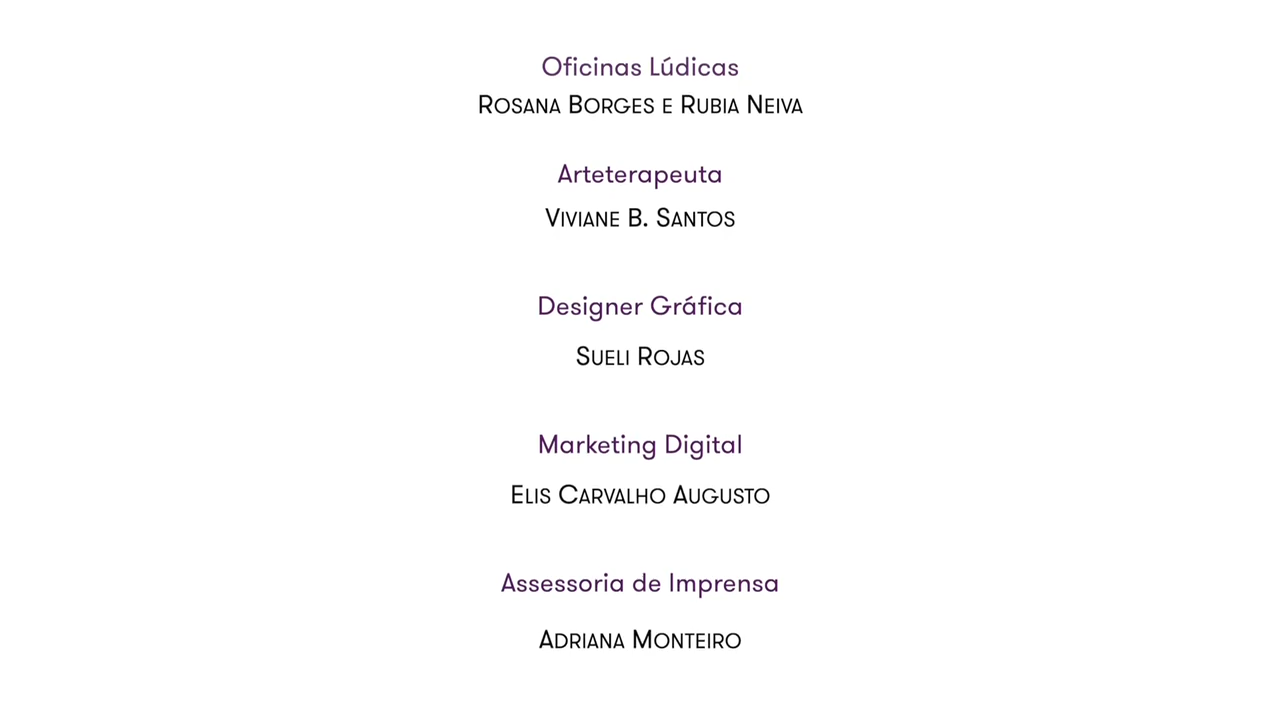 Oficinas Lúdicas
Rosana Borges e Rubia Neiva
Arteterapeuta
Viviane B. Santos
Designer Gráfica
Sueli Rojas
Marketing Digital
Elis Carvalho Augusto
Assessoria de Imprensa
Adriana Monteiro